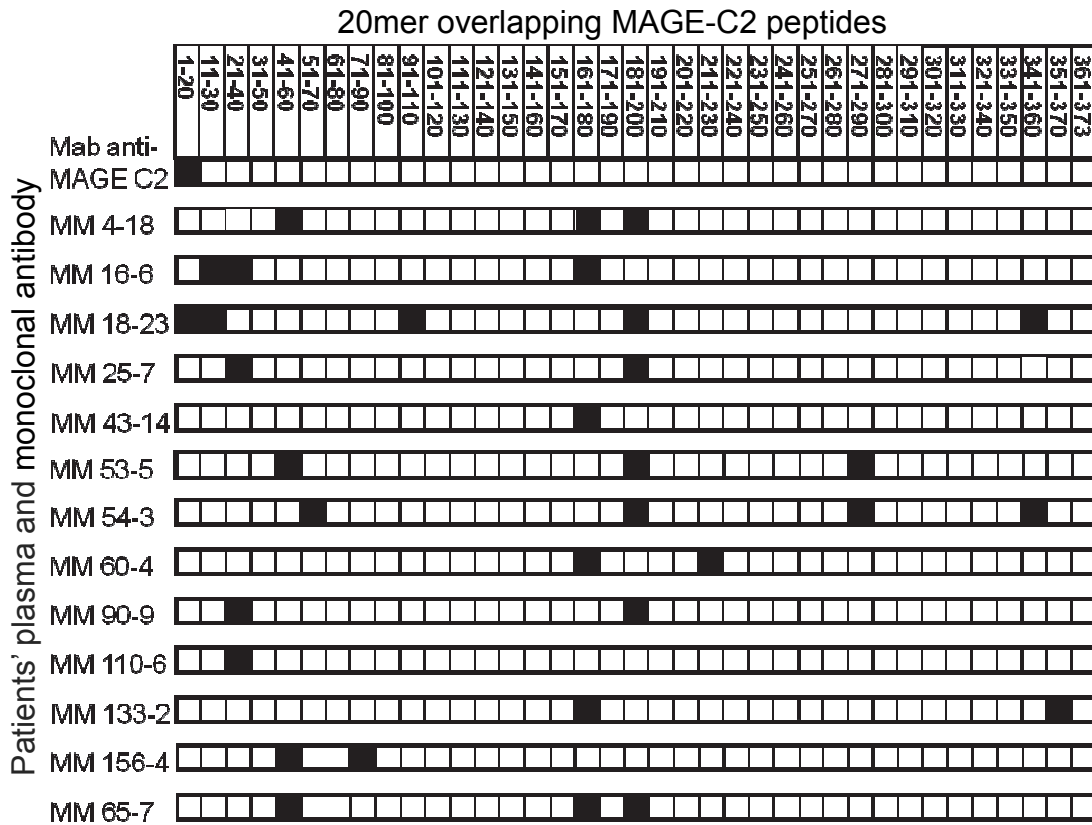 20mer overlapping MAGE-C2 peptides
1-20
11-30
21-40
31-50
41-60
51-70
61-80
71-90
81-100
91-110
101-120
111-130
121-140
131-150
141-160
151-170
161-180
171-190
181-200
191-210
201-220
211-230
221-240
231-250
241-260
251-270
261-280
271-290
281-300
291-310
301-320
311-330
321-340
331-350
341-360
351-370
361-373
Patients' plasma and monoclonal antibody
Mab anti-
MAGE C2
MM 4-18
MM 16-6
MM 18-23
MM 25-7
MM 43-14
MM 53-5
MM 54-3
MM 60-4
MM 90-9
MM 110-6
MM 133-2
MM 156-4
MM 65-7